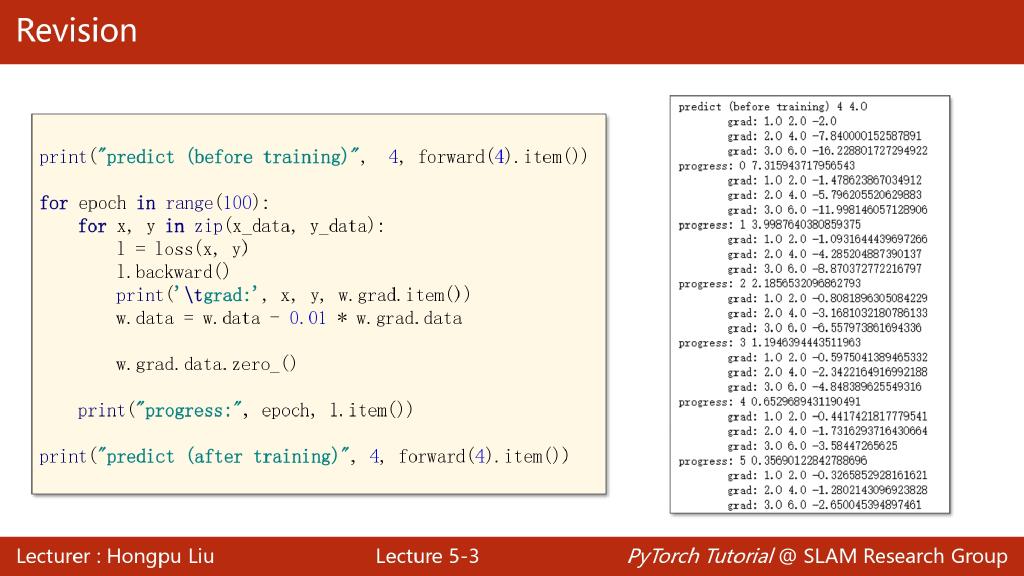 Revision
print("predict (before training)", 4, forward(4).item())
for epoch in range(100):
for x, y in zip(x_data, y_data):
l = loss(x, y)
l.backward()
print('\tgrad:', x, y, w.grad.item())
w.data = w.data - 0.01 * w.grad.data
w.grad.data.zero_()
print("progress:", epoch, l.item())
print("predict (after training)", 4, forward(4).item())
predict (before training) 4 4.0
grad: 1.0 2.0 -2.0
grad: 2.0 4.0 -7.840000152587891
grad: 3.0 6.0 -16.228801727294922
progress: 0 7.315943717956543
grad: 1.0 2.0 -1.478623867034912
grad: 2.0 4.0 -5.796205520629883
grad: 3.0 6.0 -11.998146057128906
progress: 1 3.9987640380859375
grad: 1.0 2.0 -1.0931644439697266
grad: 2.0 4.0 -4.285204887390137
grad: 3.0 6.0 -8.870372772216797
progress: 2 2.1856532096862793
grad: 1.0 2.0 -0.8081896305084229
grad: 2.0 4.0 -3.1681032180786133
grad: 3.0 6.0 -6.557973861694336
progress: 3 1.1946394443511963
grad: 1.0 2.0 -0.5975041389465332
grad: 2.0 4.0 -2.3422164916992188
grad: 3.0 6.0 -4.848389625549316
progress: 4 0.6529689431190491
grad: 1.0 2.0 -0.4417421817779541
grad: 2.0 4.0 -1.7316293716430664
grad: 3.0 6.0 -3.58447265625
progress: 5 0.35690122842788696
grad: 1.0 2.0 -0.3265852928161621
grad: 2.0 4.0 -1.2802143096923828
grad: 3.0 6.0 -2.650045394897461
Lecturer : Hongpu Liu
Lecture 5-3
PyTorch Tutorial @ SLAM Research Group